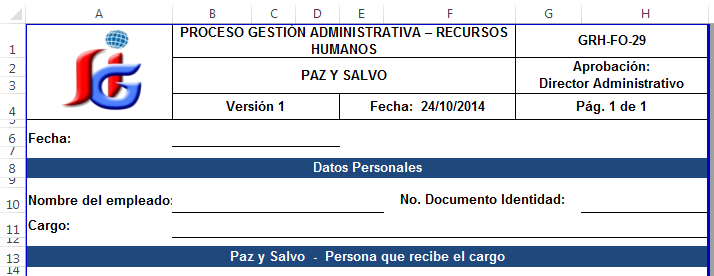 A B C D E F G H
1 PROCESO GESTIÓN ADMINISTRATIVA – RECURSOS HUMANOS GRH-FO-29
2 PAZ Y SALVO Aprobación:
3 Director Administrativo
4 Versión 1 Fecha: 24/10/2014 Pág. 1 de 1
5
6 Fecha:
7
8 Datos Personales
9
10 Nombre del empleado: No. Documento Identidad:
11 Cargo:
12
13 Paz y Salvo - Persona que recibe el cargo
14